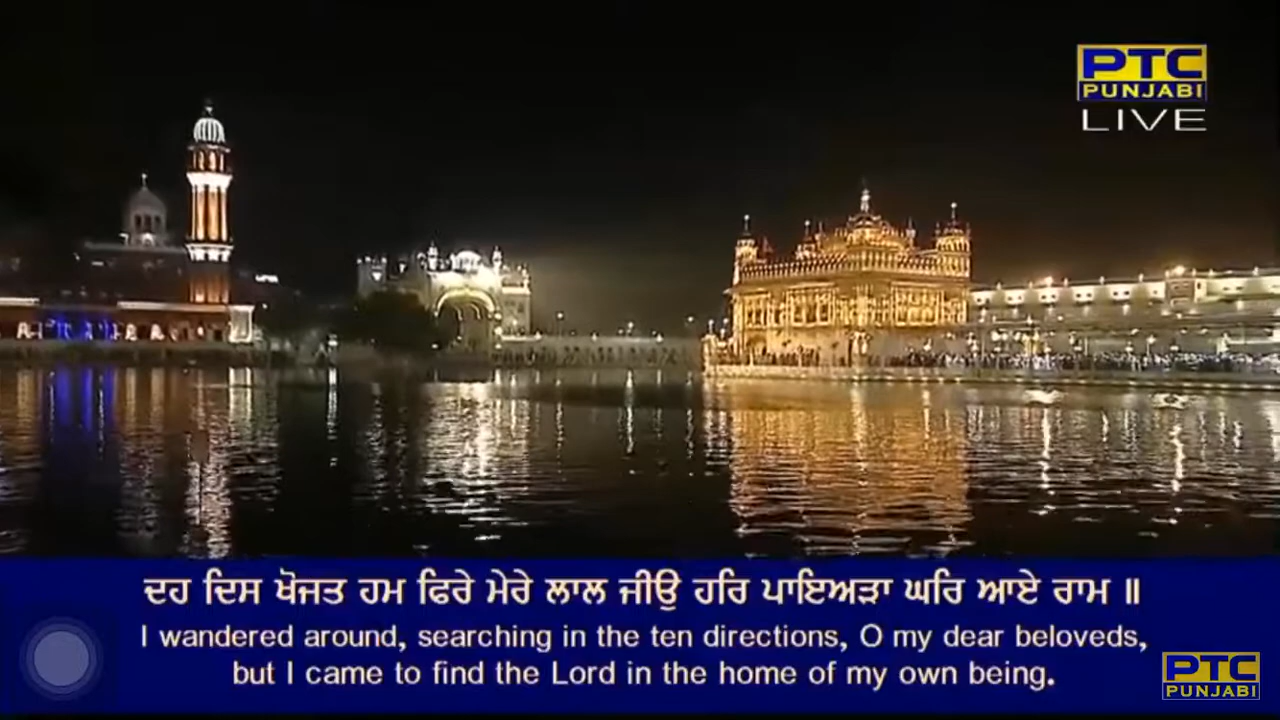 PTC
PUNJABI
LIVE
ਦਹ ਦਿਸ ਖੋਜਤ ਹਮ ਫਿਰੇ ਮੇਰੇ ਲਾਲ ਜੀਉ ਹਰਿ ਪਾਇਅੜਾ ਘਰਿ ਆਏ ਰਾਮ ॥
I wandered around, searching in the ten directions, O my dear beloveds,
but I came to find the Lord in the home of my own being.
PTC
PUNJABI